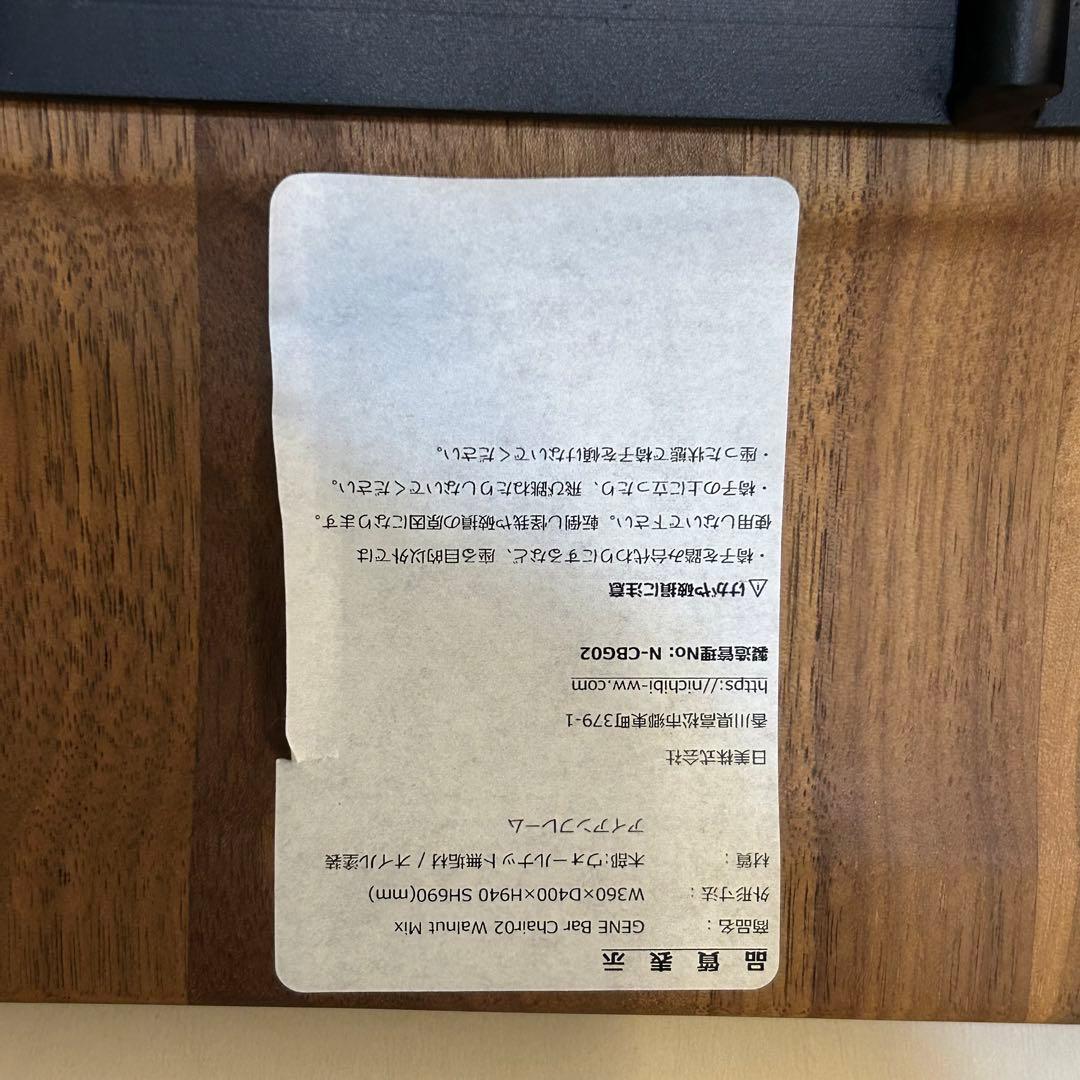 品質表示
商品名： GENE Bar Chair02 Walnut Mix
外形寸法： W360×D400×H940 SH690(mm)
材質： 木部:ウォールナット無垢材 / オイル塗装
アイアンフレーム
日美株式会社
香川県高松市郷東町379-1
https://nichibi-ww.com
製造管理No: N-CBG02
⚠けがや破損に注意
・椅子を踏み台代わりにするなど、座る目的以外では
使用しないで下さい。転倒し怪我や破損の原因になります。
・椅子の上に立ったり、飛び跳ねたりしないでください。
・座った状態で椅子を傾けないでください。